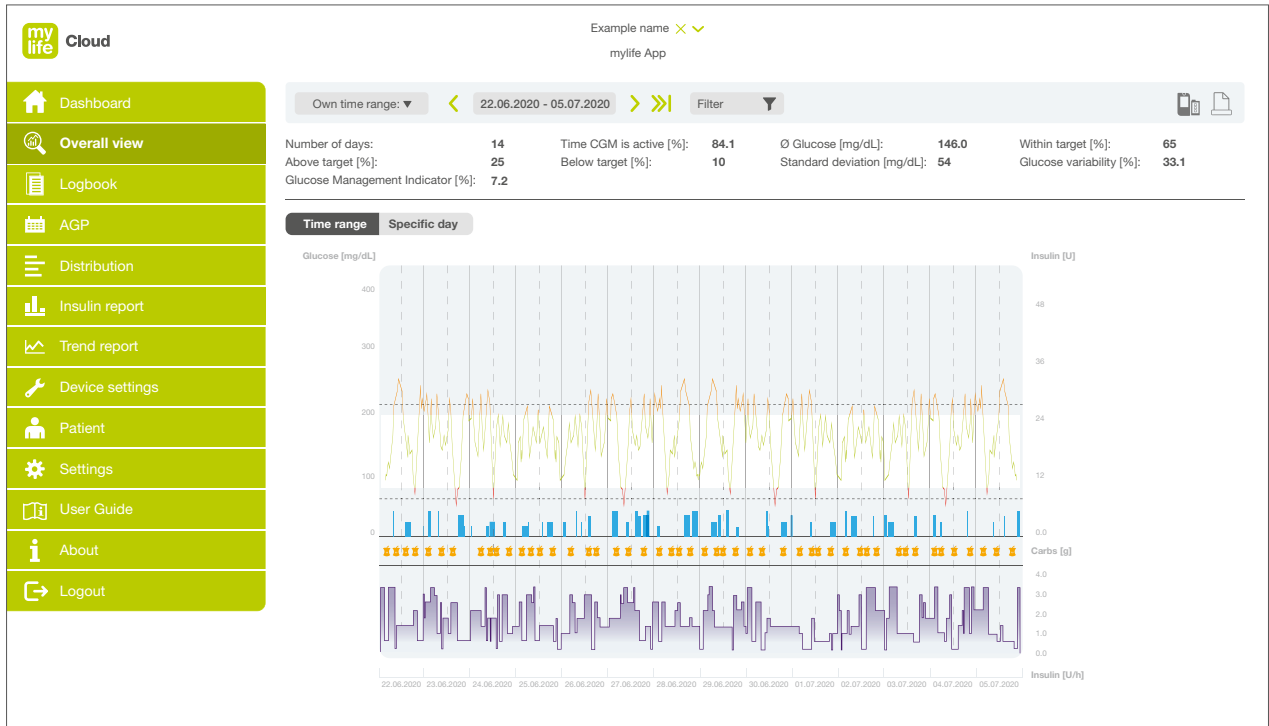 my
life Cloud
Example name
mylife App
Dashboard
Overall view
Logbook
AGP
Distribution
Insulin report
Trend report
Device settings
Patient
Settings
User Guide
About
Logout
Own time range: ▼ 22.06.2020 - 05.07.2020 Filter
Number of days: 14 Time CGM is active [%]: 84.1 Ø Glucose [mg/dL]: 146.0 Within target [%]: 65
Above target [%]: 25 Below target [%]: 10 Standard deviation [mg/dL]: 54 Glucose variability [%]: 33.1
Glucose Management Indicator [%]: 7.2
Time range Specific day
Glucose [mg/dL] Insulin [U]
400
48
300
36
200
24
100
12
0 0.0
Carbs [g]
4.0
3.0
2.0
1.0
0.0
Insulin [U/h]
22.06.2020 23.06.2020 24.06.2020 25.06.2020 26.06.2020 27.06.2020 28.06.2020 29.06.2020 30.06.2020 01.07.2020 02.07.2020 03.07.2020 04.07.2020 05.07.2020